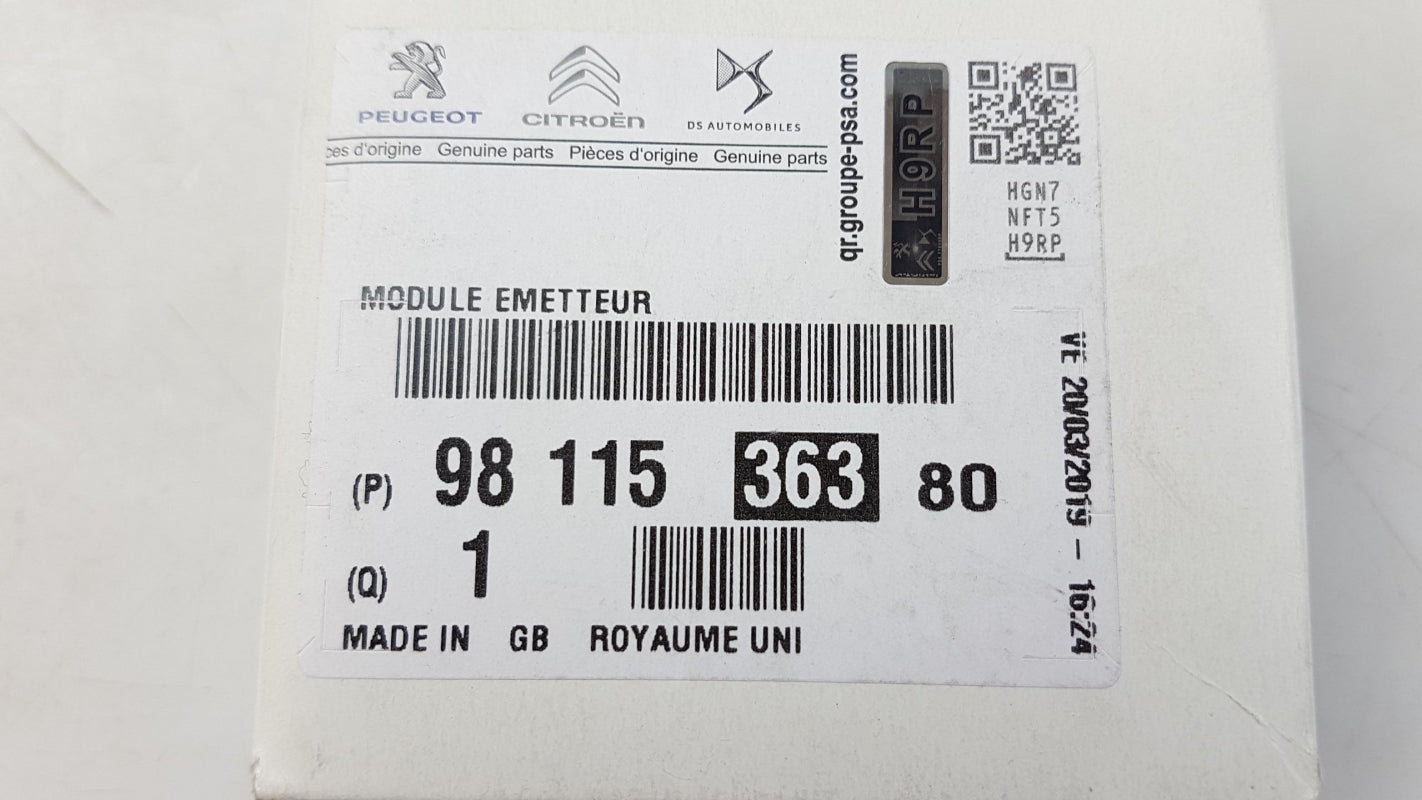 PEUGEOT
CITROËN
DS AUTOMOBILES
ces d'origine Genuine parts Pièces d'origine Genuine parts
qr.groupe-psa.com
H9RP
HGN7
NFT5
H9RP
MODULE EMETTEUR
(P) 98 115 363 80
(Q) 1
MADE IN GB ROYAUME UNI
VE 20/03/2019 - 16:24